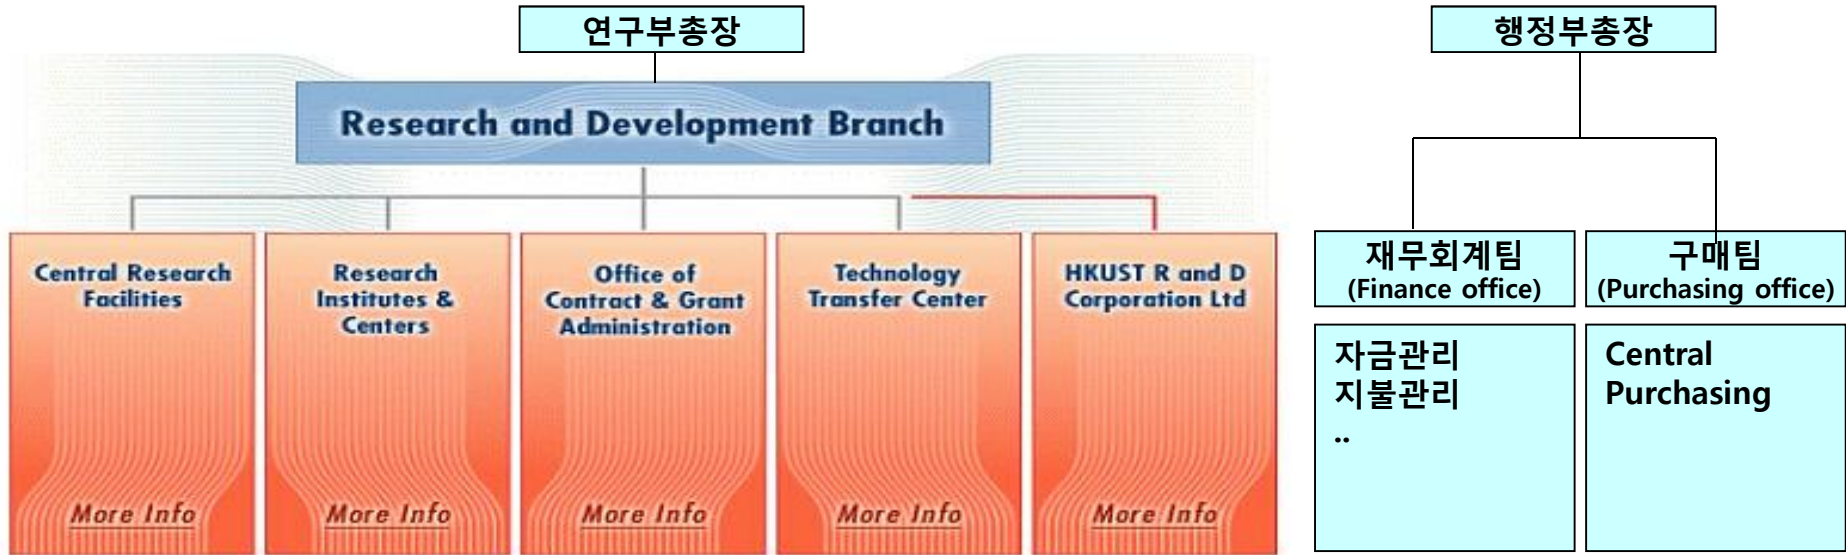 연구부총장
행정부총장
Research and Development Branch
Central Research
Facilities
Research
Institutes &
Centers
Office of
Contract & Grant
Administration
Technology
Transfer Center
HKUST R and D
Corporation Ltd
재무회계팀
(Finance office)
구매팀
(Purchasing office)
자금관리
지불관리
..
Central
Purchasing
More Info
More Info
More Info
More Info
More Info